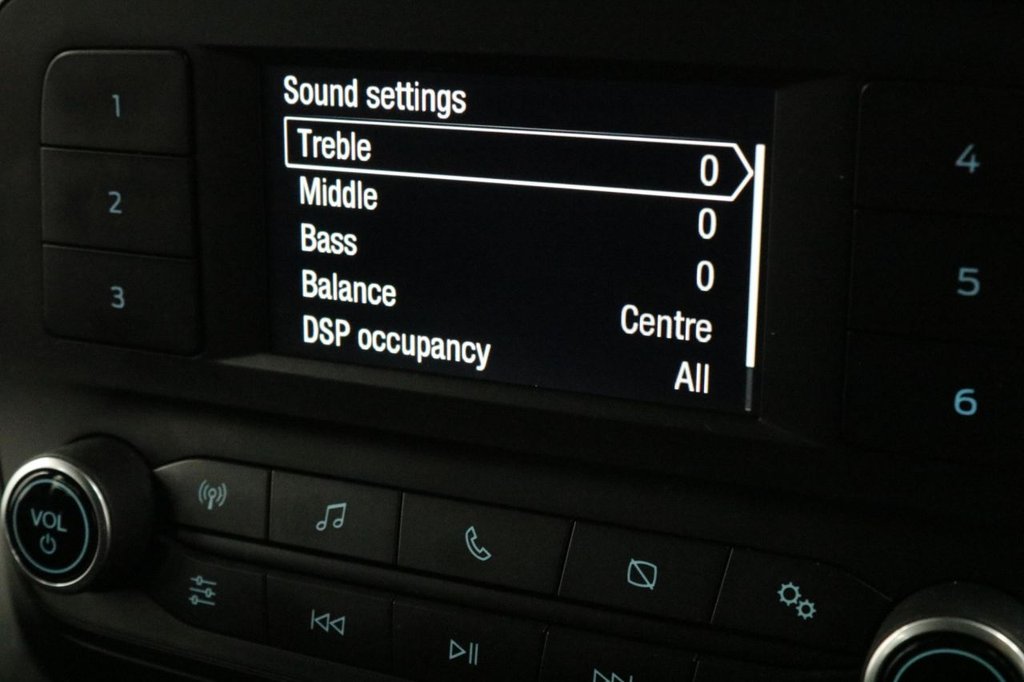 Sound settings
Treble 0
Middle 0
Bass 0
Balance Centre
DSP occupancy All
1
2
3
4
5
6
VOL